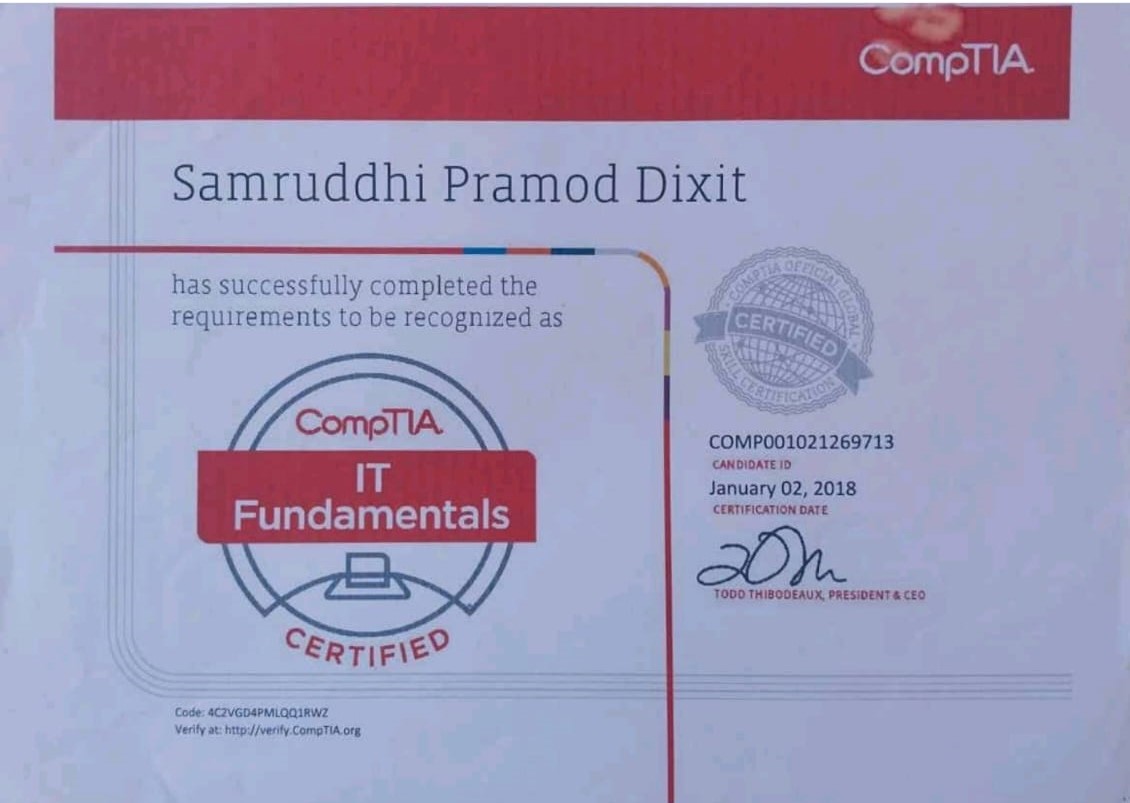 CompTIA.
Samruddhi Pramod Dixit
has successfully completed the
requirements to be recognized as
CompTIA.
IT
Fundamentals
CERTIFIED
COMPTIA OFFICIAL GLOBAL
CERTIFIED
SKILL CERTIFICATION
COMP001021269713
CANDIDATE ID
January 02, 2018
CERTIFICATION DATE
TODD THIBODEAUX, PRESIDENT & CEO
Code: 4C2VGD4PMLQQ1RWZ
Verify at: http://verify.CompTIA.org